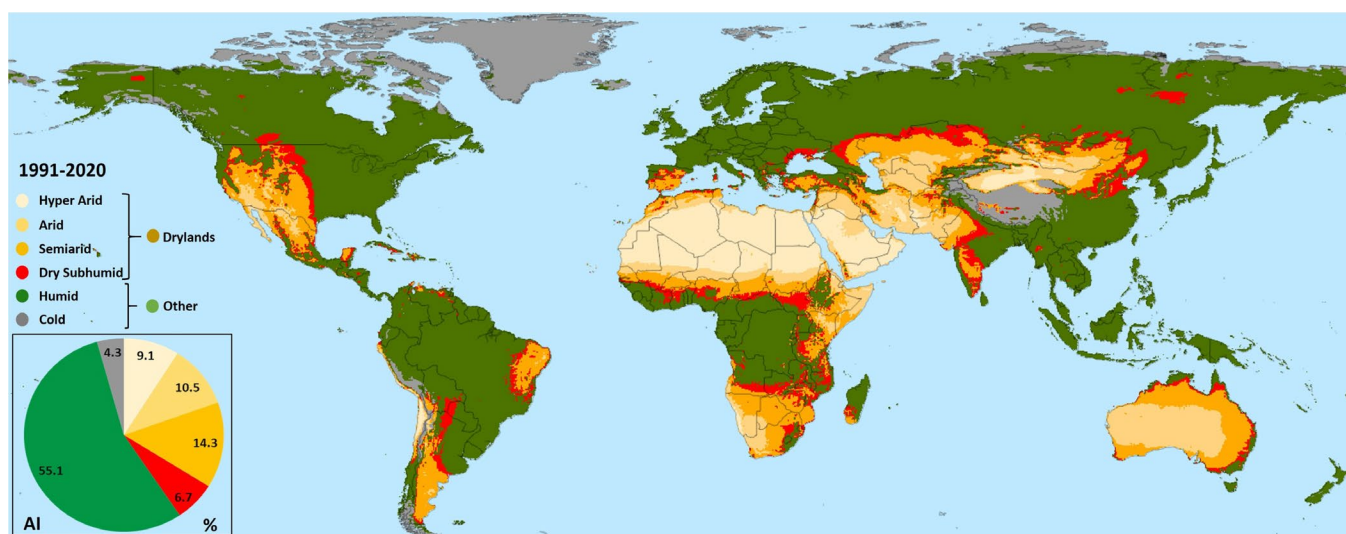 1991-2020
Hyper Arid
Arid
Semiarid
Dry Subhumid
Drylands
Humid
Cold
Other
4.3
9.1
10.5
14.3
6.7
55.1
AI
%